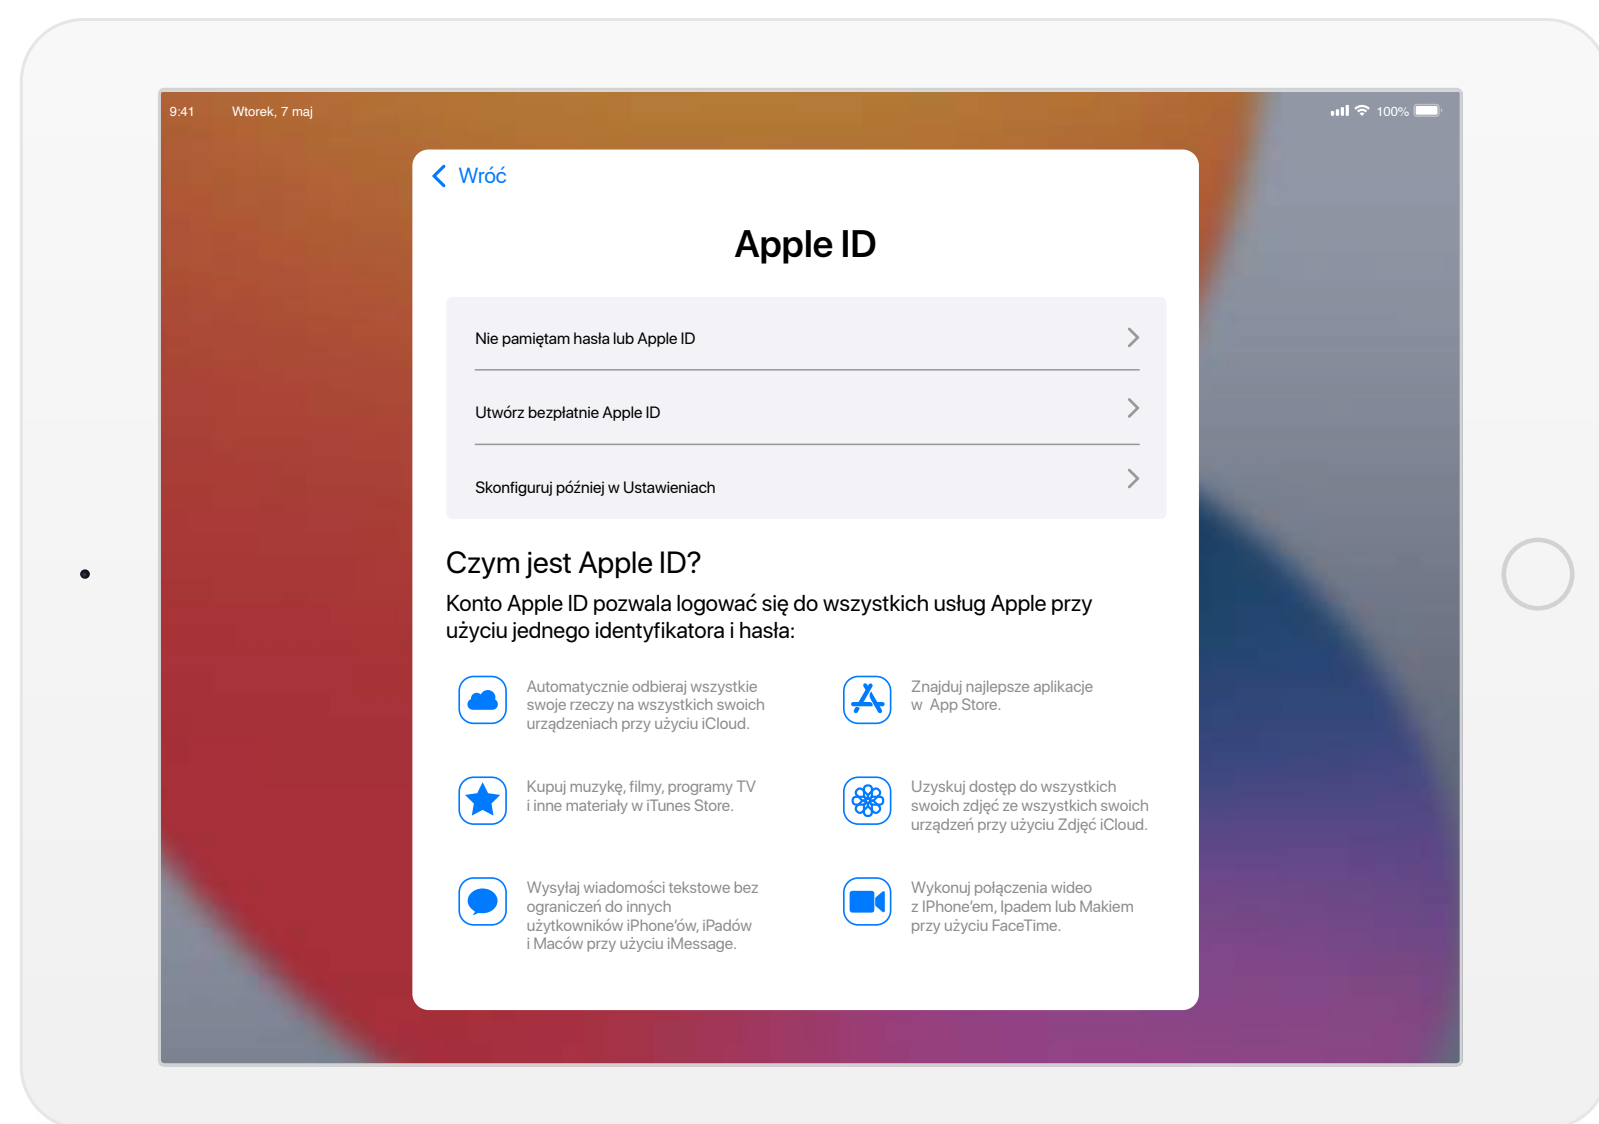 9:41 Wtorek, 7 maj 100%
Wróć
Apple ID
Nie pamiętam hasła lub Apple ID
Utwórz bezpłatnie Apple ID
Skonfiguruj później w Ustawieniach
Czym jest Apple ID?
Konto Apple ID pozwala logować się do wszystkich usług Apple przy
użyciu jednego identyfikatora i hasła:
Automatycznie odbieraj wszystkie
swoje rzeczy na wszystkich swoich
urządzeniach przy użyciu iCloud.
Znajduj najlepsze aplikacje
w App Store.
Kupuj muzykę, filmy, programy TV
i inne materiały w iTunes Store.
Uzyskuj dostęp do wszystkich
swoich zdjęć ze wszystkich swoich
urządzeń przy użyciu Zdjęć iCloud.
Wysyłaj wiadomości tekstowe bez
ograniczeń do innych
użytkowników iPhone’ów, iPadów
i Maców przy użyciu iMessage.
Wykonuj połączenia wideo
z IPhone’em, Ipadem lub Makiem
przy użyciu FaceTime.